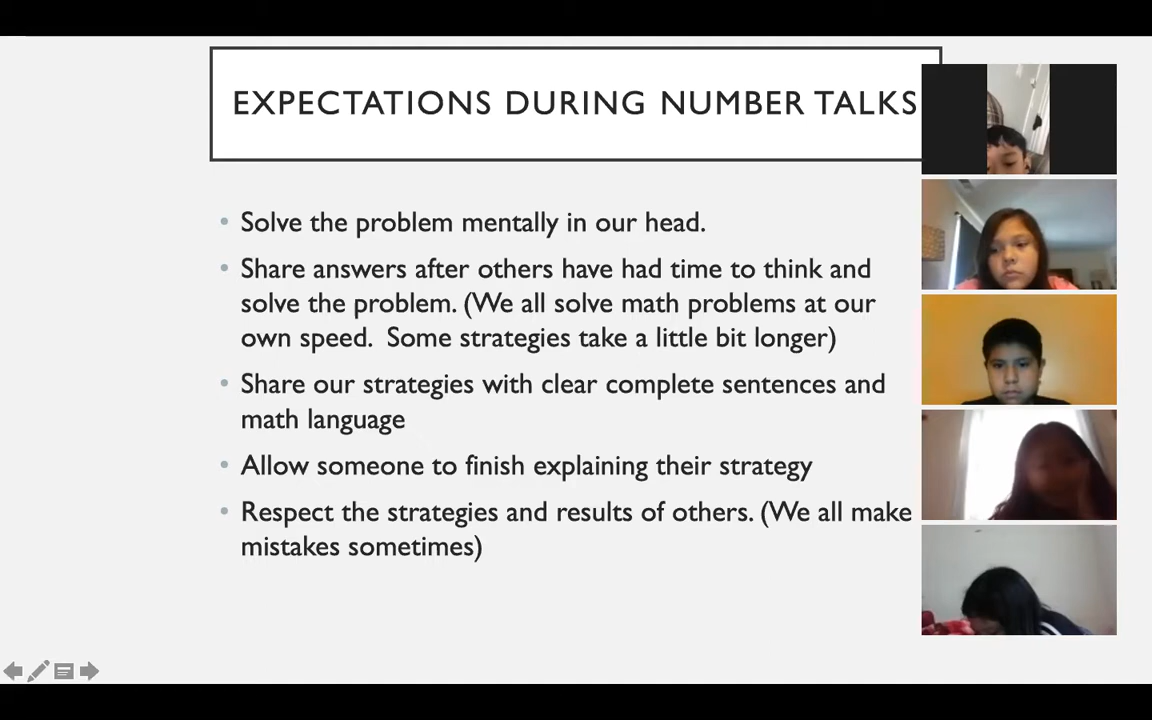 EXPECTATIONS DURING NUMBER TALKS
Solve the problem mentally in our head.
Share answers after others have had time to think and
solve the problem. (We all solve math problems at our
own speed.  Some strategies take a little bit longer)
Share our strategies with clear complete sentences and
math language
Allow someone to finish explaining their strategy
Respect the strategies and results of others. (We all make
mistakes sometimes)